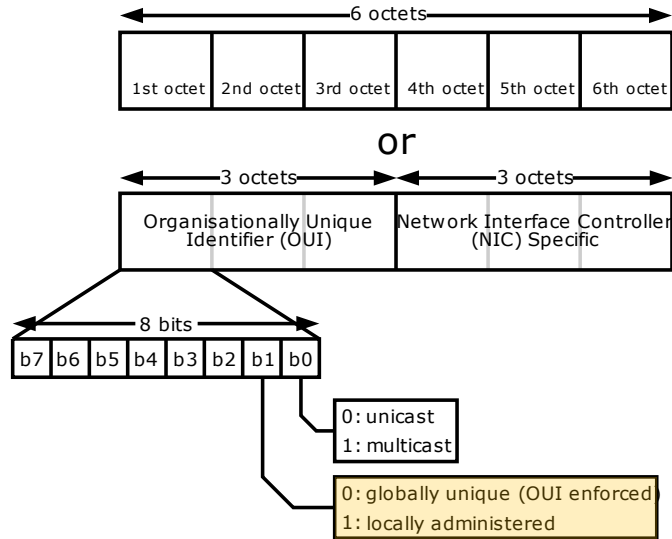 6 octets
1st octet 2nd octet 3rd octet 4th octet 5th octet 6th octet
or
3 octets 3 octets
Organisationally Unique Network Interface Controller
Identifier (OUI) (NIC) Specific
8 bits
b7 b6 b5 b4 b3 b2 b1 b0
0: unicast
1: multicast
0: globally unique (OUI enforced)
1: locally administered